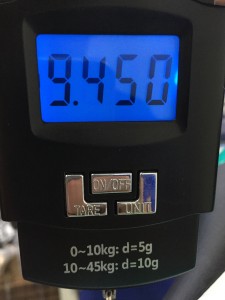 9.450
ON/OFF
TARE UNIT
0~10kg: d=5g
10~45kg: d=10g